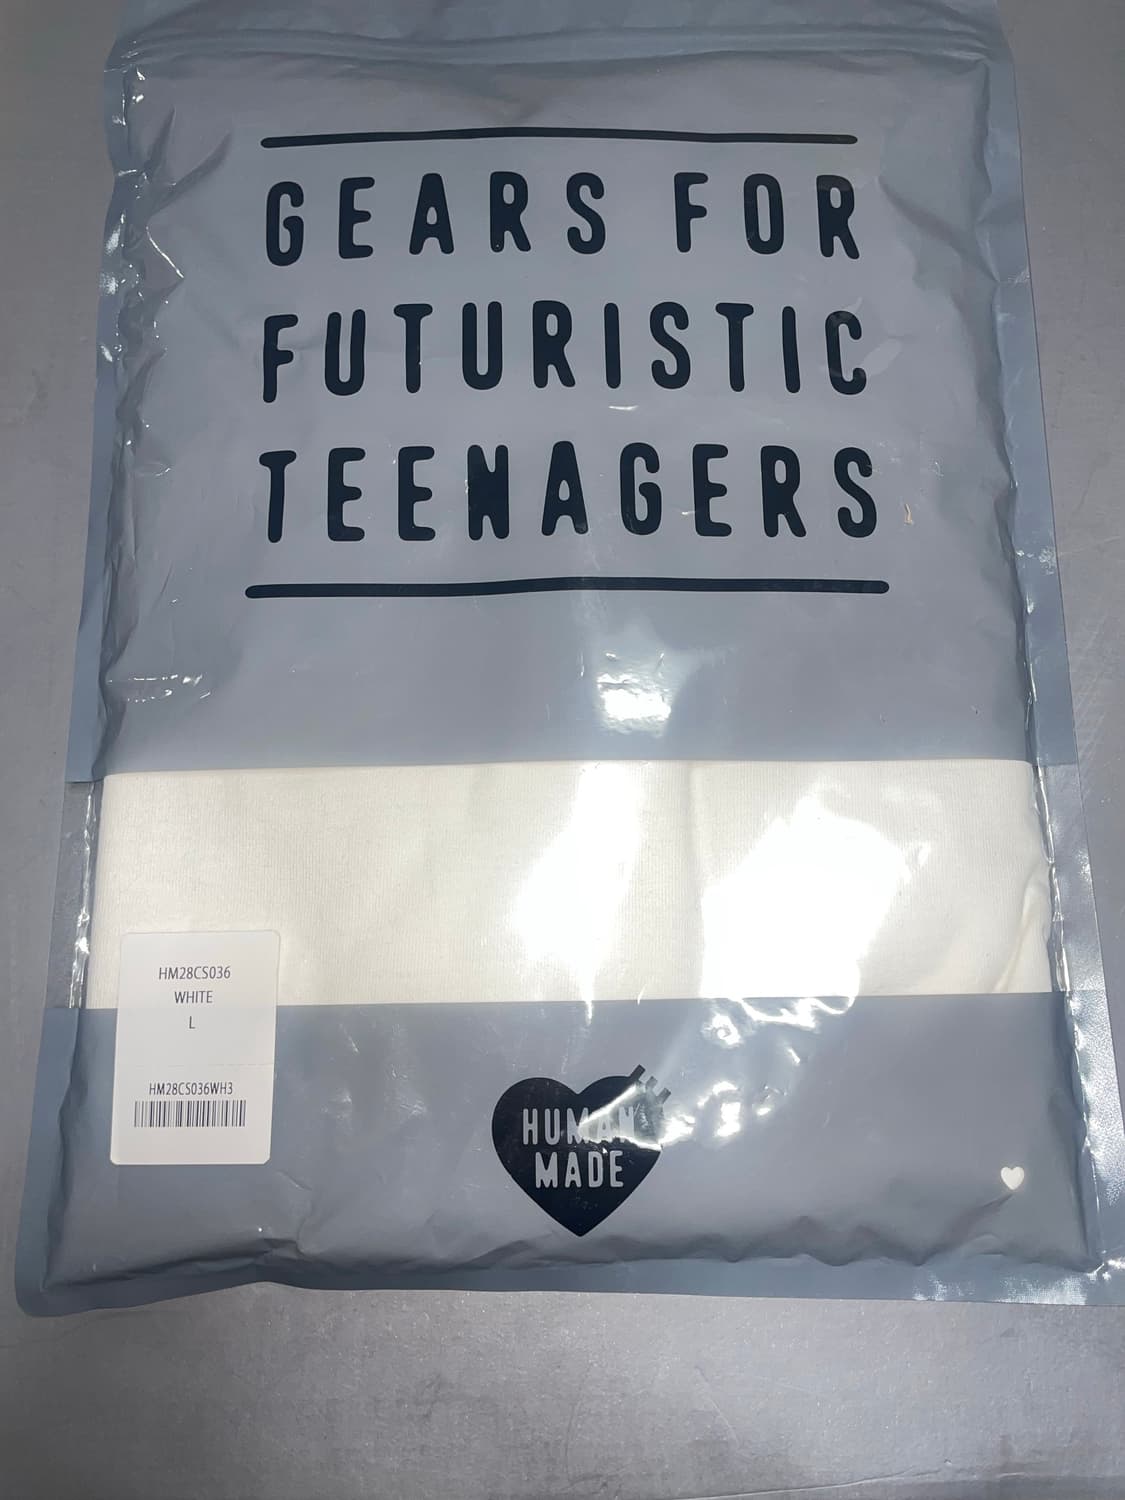 GEARS FOR
FUTURISTIC
TEENAGERS
HM28CS036
WHITE
L
HM28CS036WH3
HUMAN
MADE